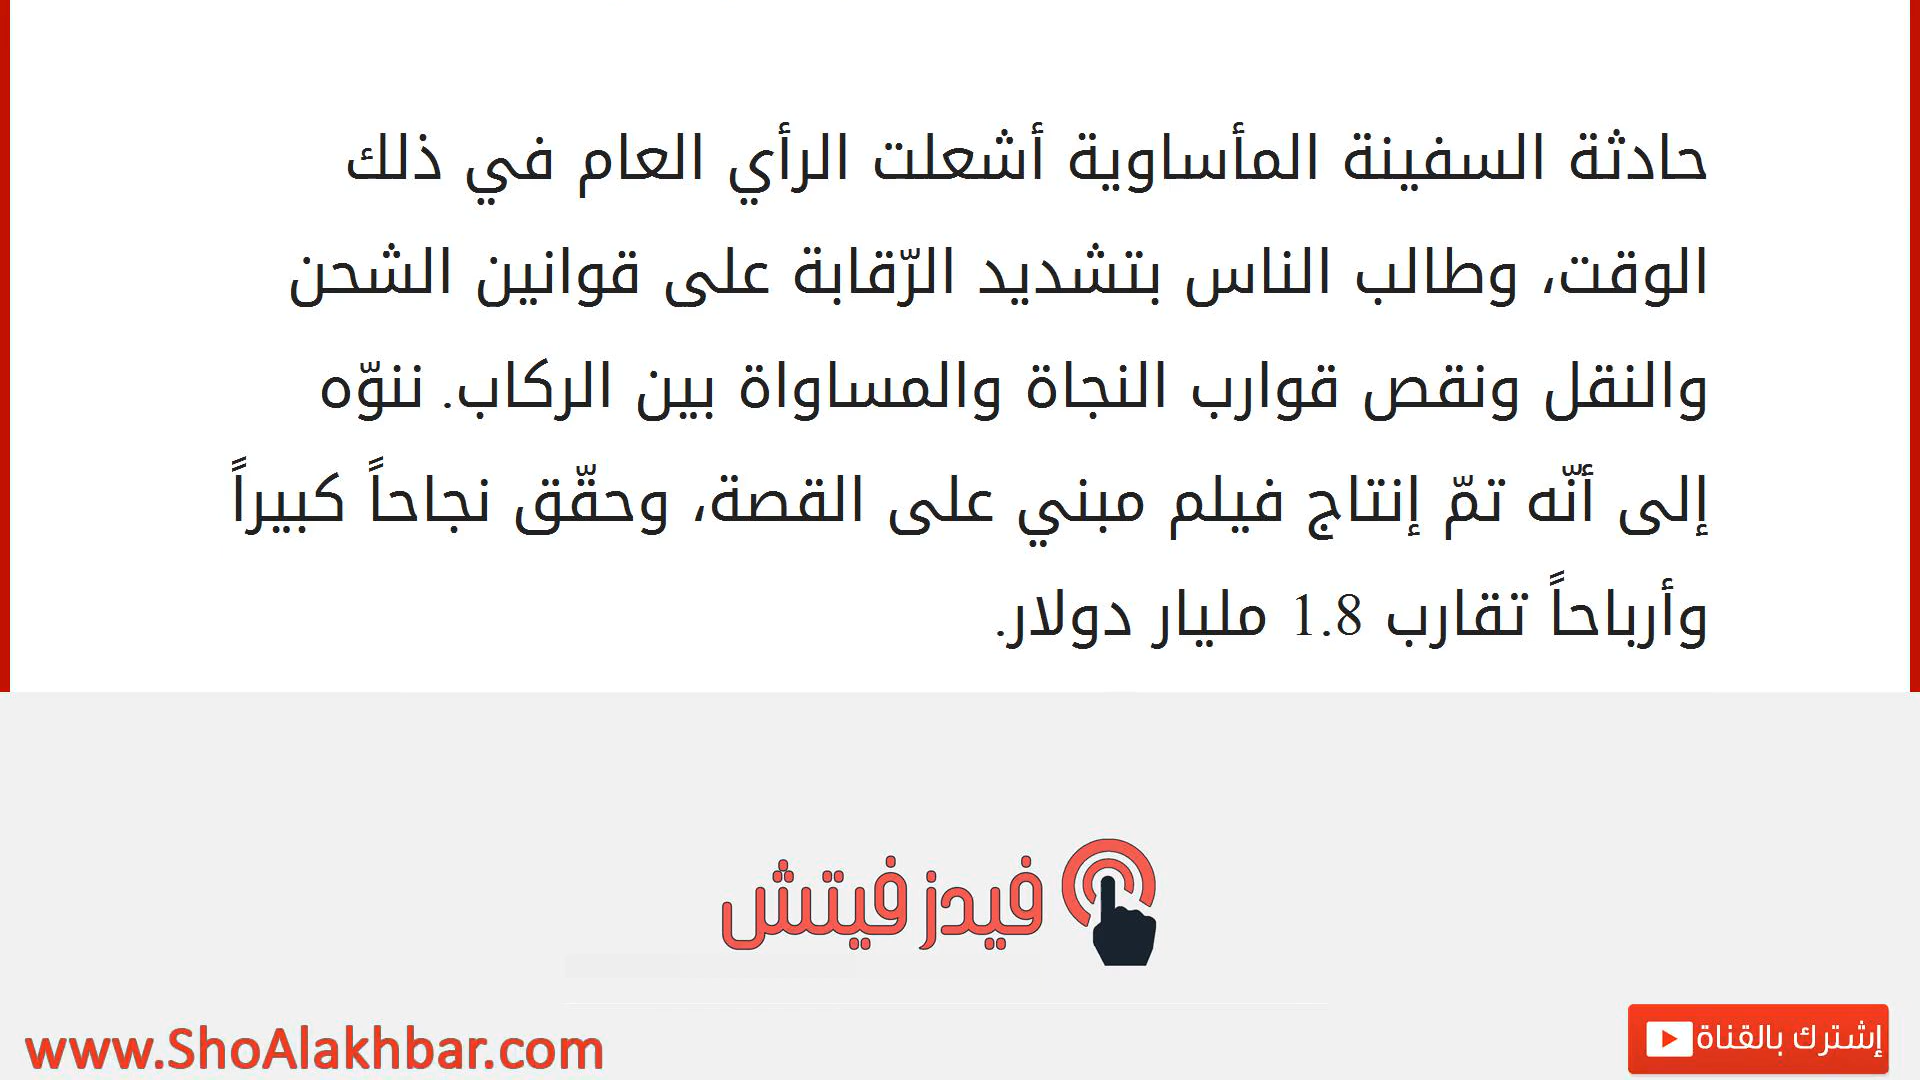 حادثة السفينة المأساوية أشعلت الرأي العام في ذلك
الوقت، وطالب الناس بتشديد الرّقابة على قوانين الشحن
والنقل ونقص قوارب النجاة والمساواة بين الركاب. ننوّه
إلى أنّه تمّ إنتاج فيلم مبني على القصة، وحقّق نجاحاً كبيراً
وأرباحاً تقارب 1.8 مليار دولار.
فيدز فيتش
www.ShoAlakhbar.com
إشترك بالقناة